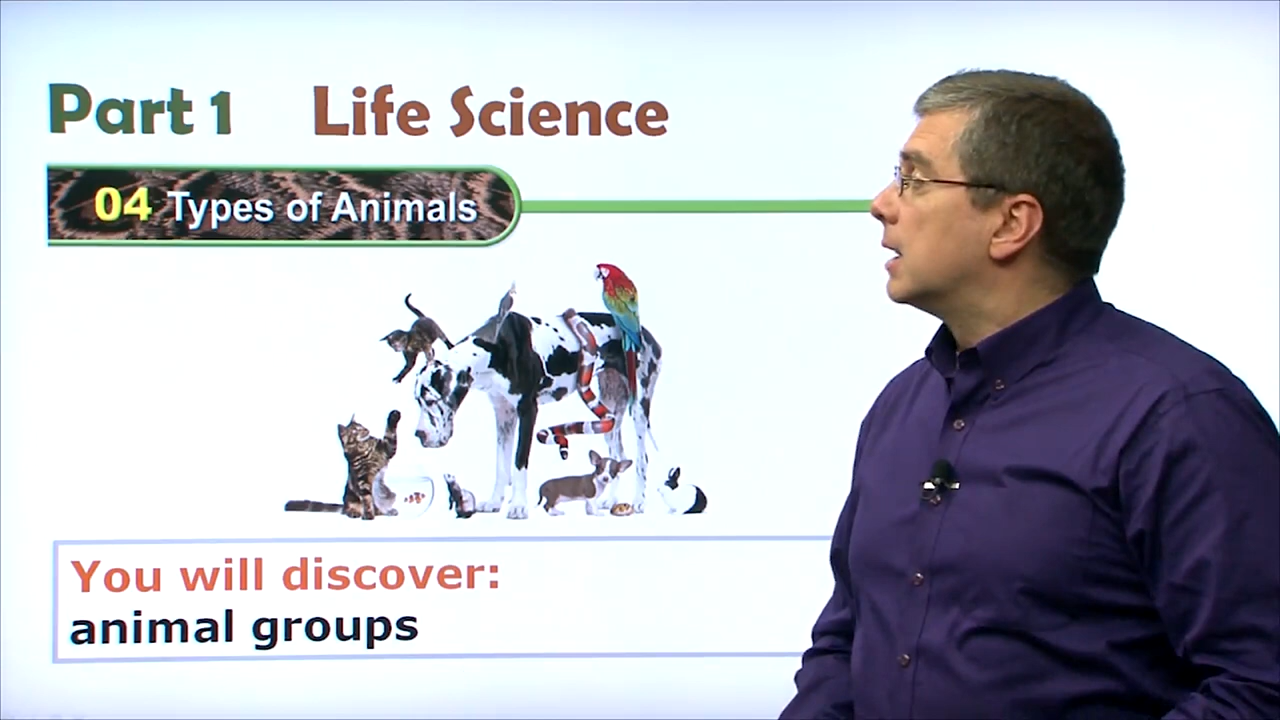 Part 1 Life Science
04 Types of Animals
You will discover:
animal groups